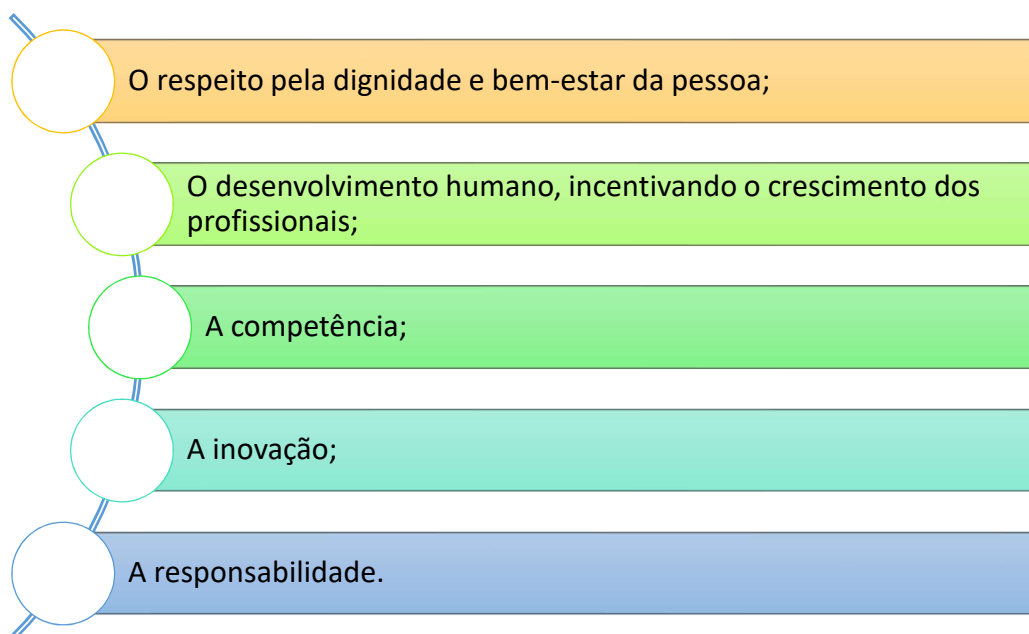 O respeito pela dignidade e bem-estar da pessoa;
O desenvolvimento humano, incentivando o crescimento dos
profissionais;
A competência;
A inovação;
A responsabilidade.